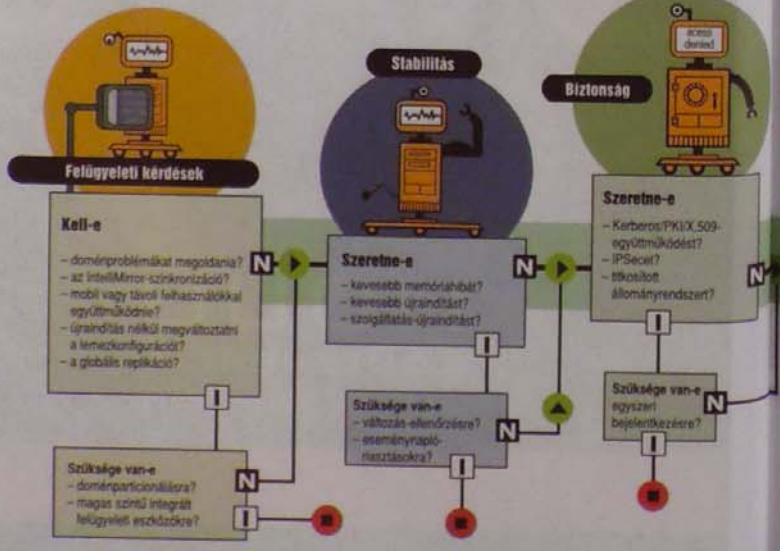 Felügyeleti kérdések
Kell-e
– doménproblémákat megoldania?
– az IntelliMirror-szinkronizáció?
– mobil vagy távoli felhasználókkal
együttműködnie?
– újraindítás nélkül megváltoztatni
a lemezkonfigurációt?
– a globális replikáció?
N
I
Szüksége van-e
– doménparticionálásra?
– magas szintű integrált
felügyeleti eszközökre?
N
I
Stabilitás
Szeretne-e
– kevesebb memóriahibát?
– kevesebb újraindítást?
– szolgáltatás-újraindítást?
N
I
Szüksége van-e
– változás-ellenőrzésre?
– eseménynapló-
riasztásokra?
N
I
acess
denied
Biztonság
Szeretne-e
– Kerberos/PKI/X.509-
együttműködést?
– IPSecet?
– titkosított
állományrendszert?
N
I
Szüksége van-e
egyszeri
bejelentkezésre?
N
I